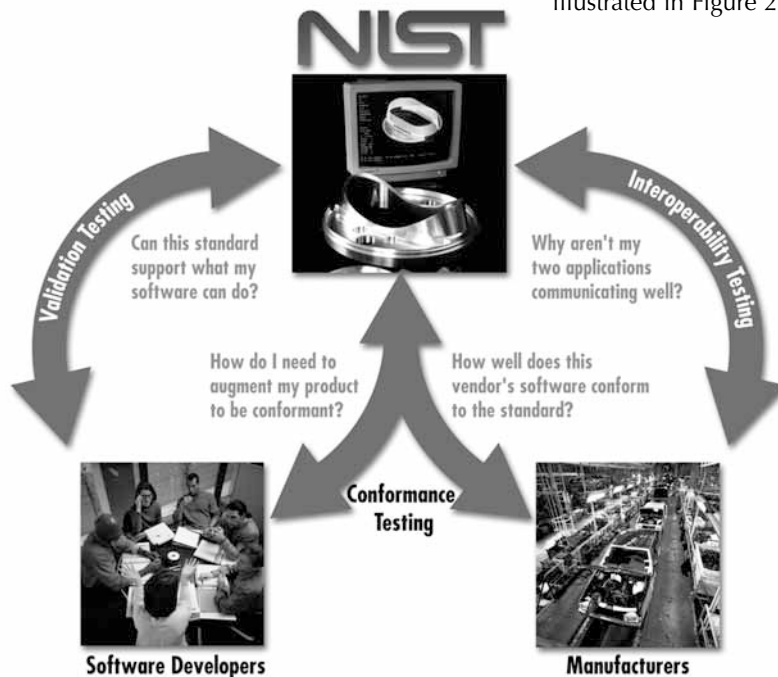 illustrated in Figure 2
NIST
Validation Testing
Interoperability Testing
Can this standard
support what my
software can do?
Why aren't my
two applications
communicating well?
How do I need to
augment my product
to be conformant?
How well does this
vendor's software conform
to the standard?
Conformance
Testing
Software Developers
Manufacturers